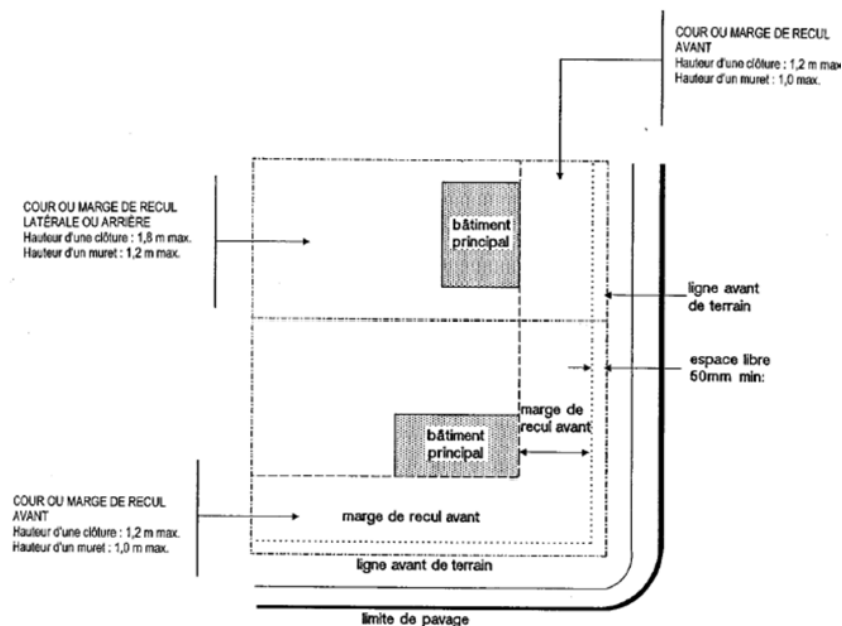 COUR OU MARGE DE RECUL
AVANT
Hauteur d'une clôture : 1,2 m max.
Hauteur d'un muret : 1,0 max.
COUR OU MARGE DE RECUL
LATÉRALE OU ARRIÈRE
Hauteur d'une clôture : 1,8 m max.
Hauteur d'un muret : 1,2 m max.
bâtiment
principal
ligne avant
de terrain
espace libre
50mm min:
marge de
recul avant
bâtiment
principal
COUR OU MARGE DE RECUL
AVANT
Hauteur d'une clôture : 1,2 m max.
Hauteur d'un muret : 1,0 m max.
marge de recul avant
ligne avant de terrain
limite de pavage